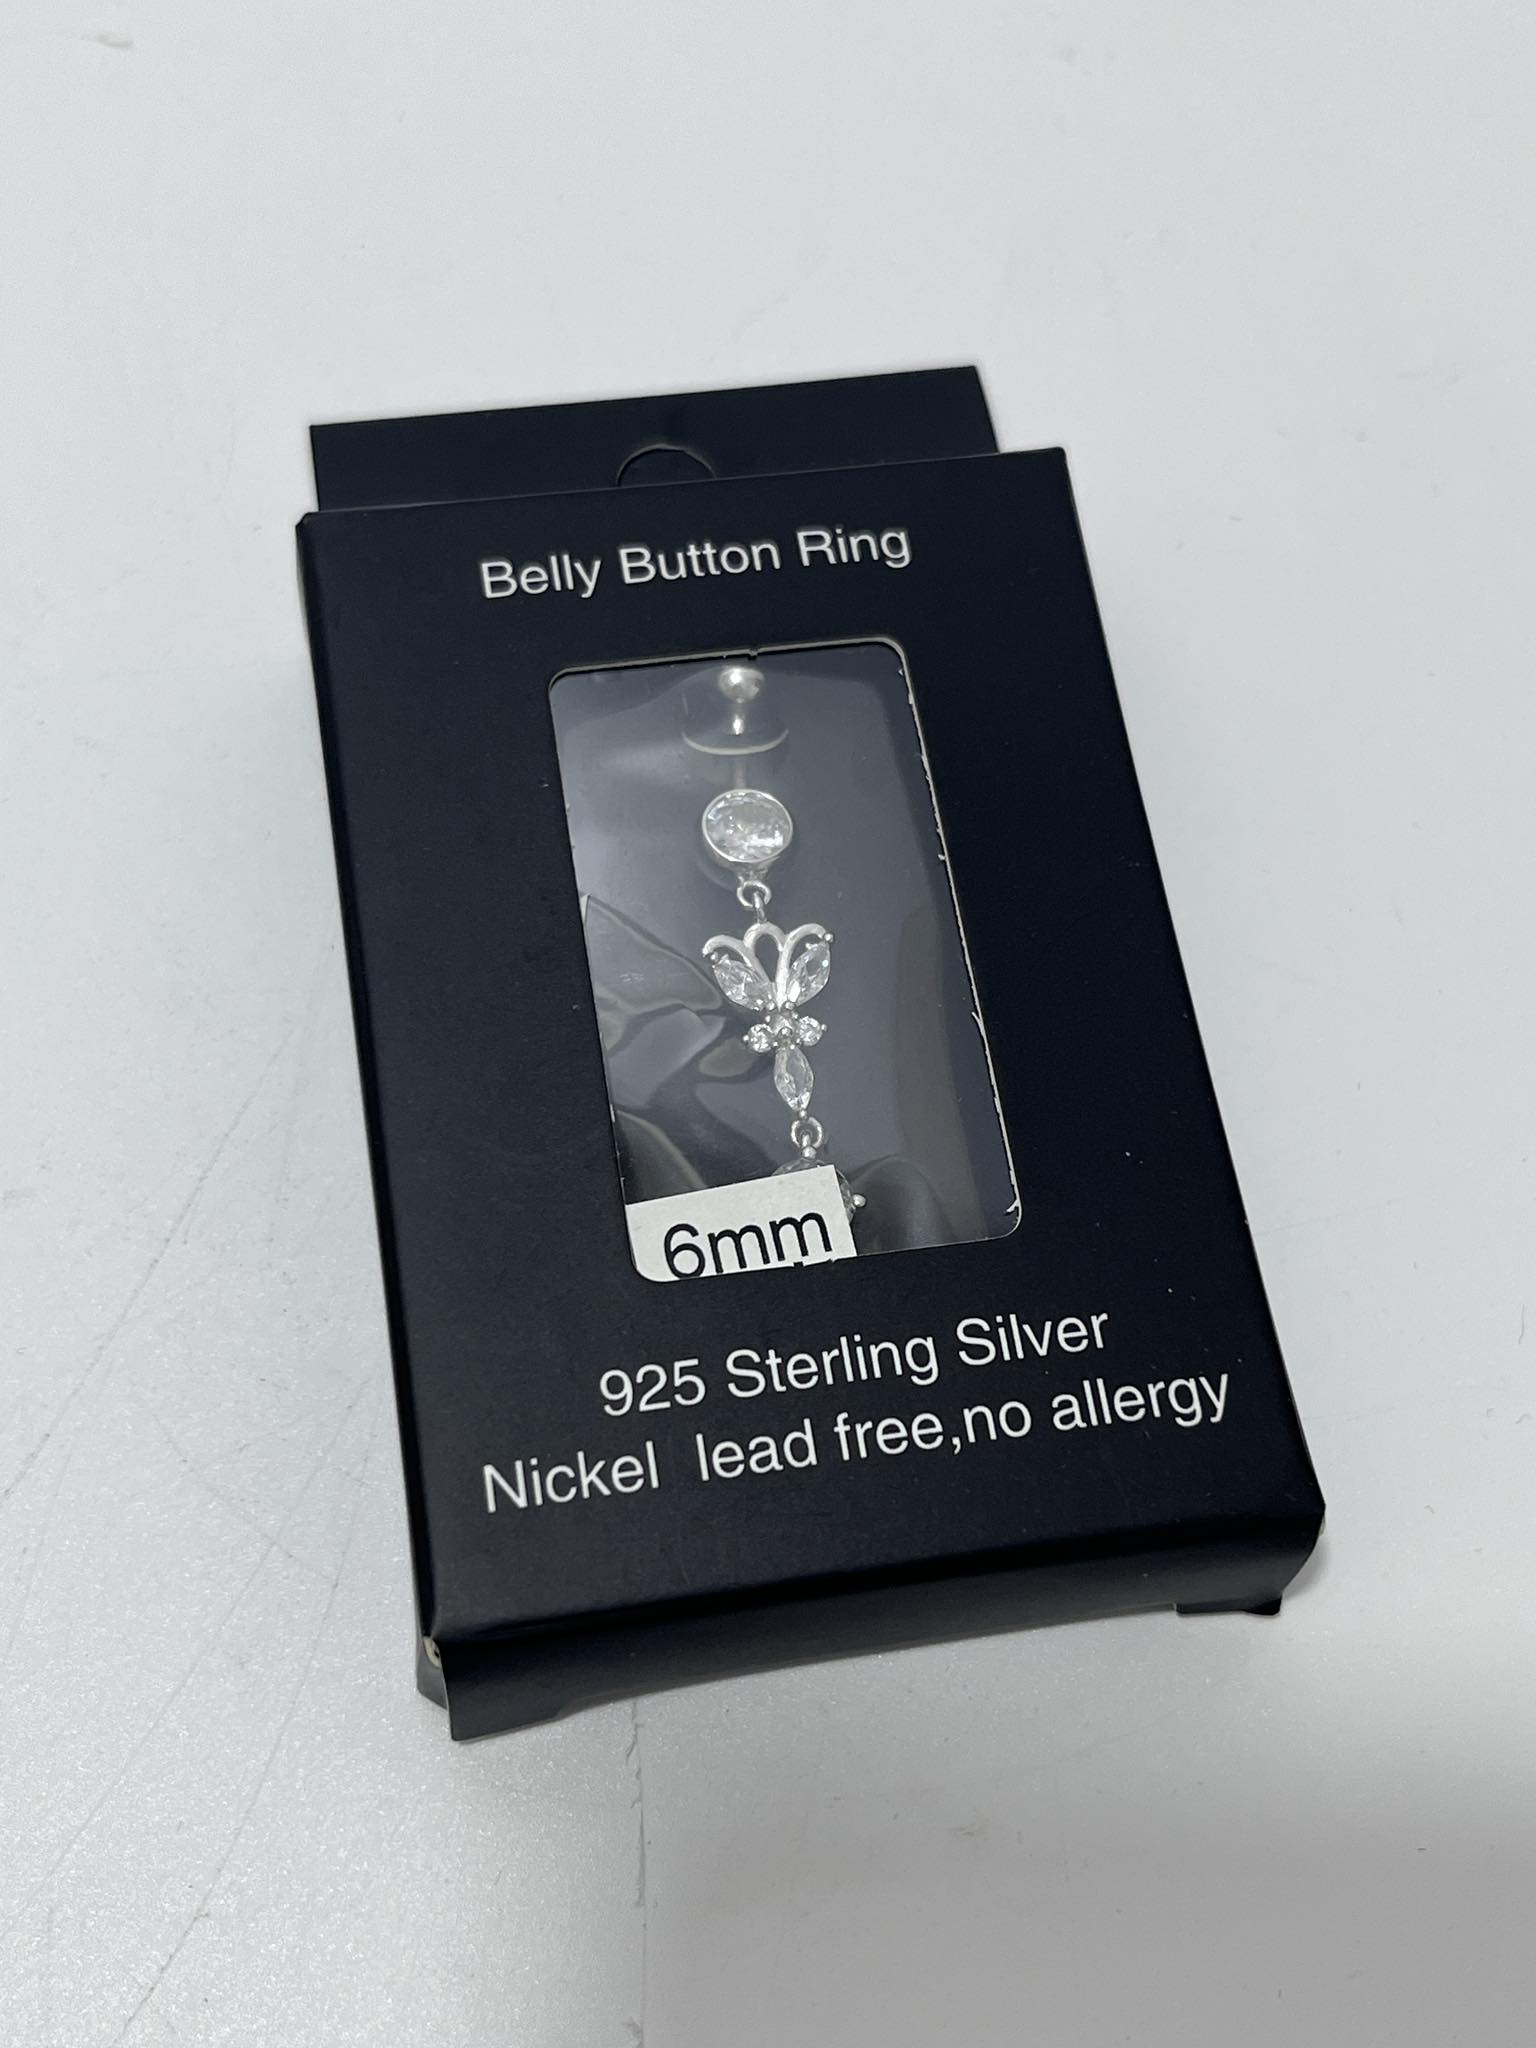 Belly Button Ring
6mm
925 Sterling Silver
Nickel lead free,no allergy